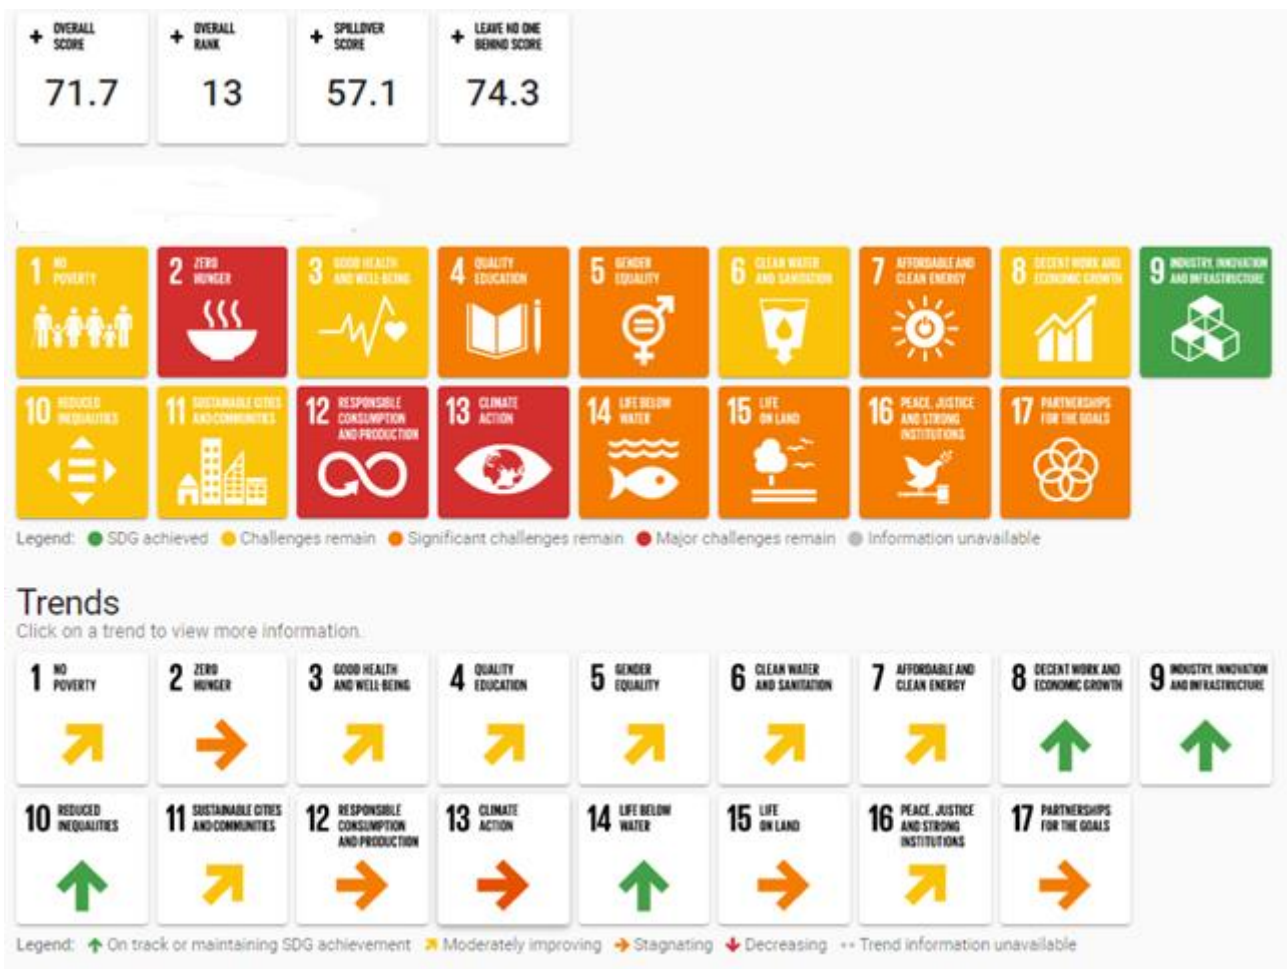 + OVERALL SCORE
71.7
+ OVERALL RANK
13
+ SPILLOVER SCORE
57.1
+ LEAVE NO ONE BEHIND SCORE
74.3
1 NO POVERTY
2 ZERO HUNGER
3 GOOD HEALTH AND WELL-BEING
4 QUALITY EDUCATION
5 GENDER EQUALITY
6 CLEAN WATER AND SANITATION
7 AFFORDABLE AND CLEAN ENERGY
8 DECENT WORK AND ECONOMIC GROWTH
9 INDUSTRY, INNOVATION AND INFRASTRUCTURE
10 REDUCED INEQUALITIES
11 SUSTAINABLE CITIES AND COMMUNITIES
12 RESPONSIBLE CONSUMPTION AND PRODUCTION
13 CLIMATE ACTION
14 LIFE BELOW WATER
15 LIFE ON LAND
16 PEACE, JUSTICE AND STRONG INSTITUTIONS
17 PARTNERSHIPS FOR THE GOALS
Legend: SDG achieved Challenges remain Significant challenges remain Major challenges remain Information unavailable
Trends
Click on a trend to view more information.
1 NO POVERTY
2 ZERO HUNGER
3 GOOD HEALTH AND WELL-BEING
4 QUALITY EDUCATION
5 GENDER EQUALITY
6 CLEAN WATER AND SANITATION
7 AFFORDABLE AND CLEAN ENERGY
8 DECENT WORK AND ECONOMIC GROWTH
9 INDUSTRY, INNOVATION AND INFRASTRUCTURE
10 REDUCED INEQUALITIES
11 SUSTAINABLE CITIES AND COMMUNITIES
12 RESPONSIBLE CONSUMPTION AND PRODUCTION
13 CLIMATE ACTION
14 LIFE BELOW WATER
15 LIFE ON LAND
16 PEACE, JUSTICE AND STRONG INSTITUTIONS
17 PARTNERSHIPS FOR THE GOALS
Legend: On track or maintaining SDG achievement Moderately improving Stagnating Decreasing Trend information unavailable